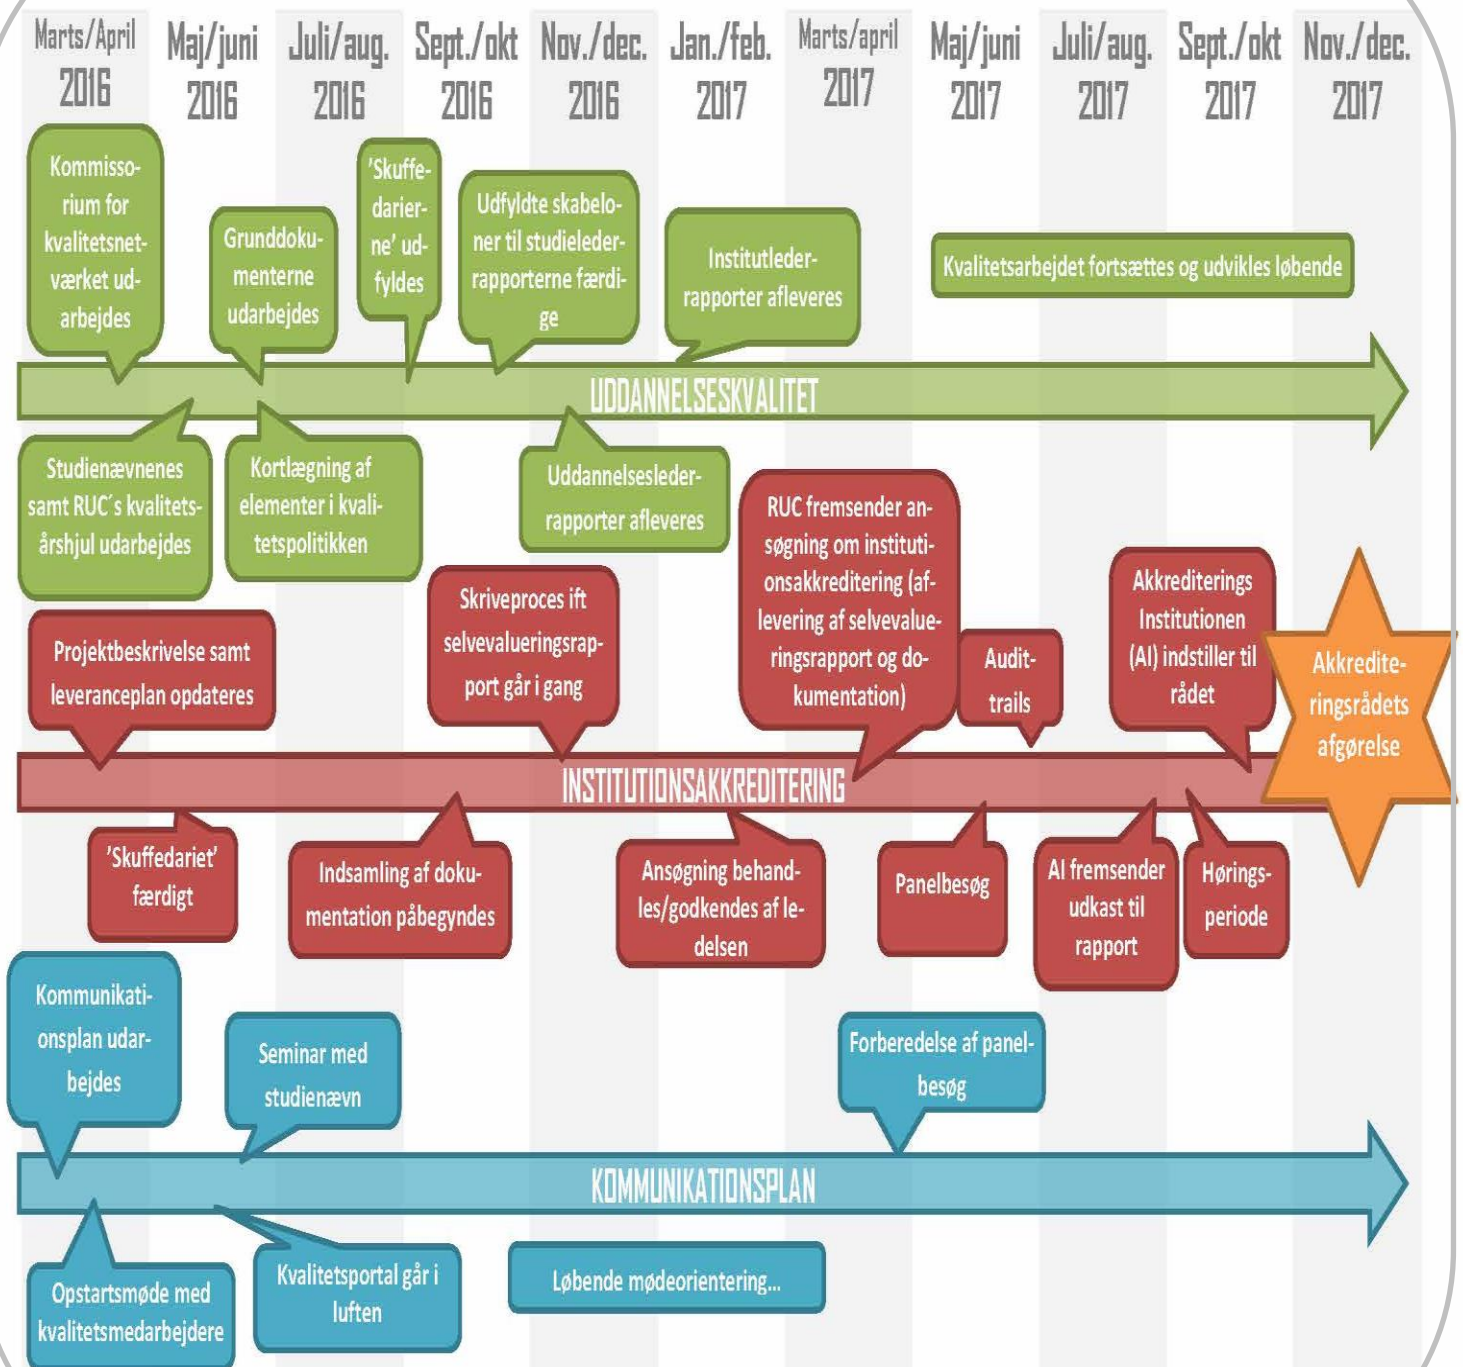 Marts/April
2016
Maj/juni
2016
Juli/aug.
2016
Sept./okt
2016
Nov./dec.
2016
Jan./feb.
2017
Marts/april
2017
Maj/juni
2017
Juli/aug.
2017
Sept./okt
2017
Nov./dec.
2017
Kommisso-
rium for
kvalitetsnet-
værket ud-
arbejdes
Grunddoku-
menterne
udarbejdes
'Skuffe-
darier-
ne' ud-
fyldes
Udfyldte skabelo-
ner til studieleder-
rapporterne færdi-
ge
Institutleder-
rapporter afleveres
Kvalitetsarbejdet fortsættes og udvikles løbende
UDDANNELSESKVALITET
Studienævnenes
samt RUC´s kvalitets-
årshjul udarbejdes
Kortlægning af
elementer i kvali-
tetspolitikken
Uddannelsesleder-
rapporter afleveres
Projektbeskrivelse samt
leveranceplan opdateres
Skriveproces ift
selvevalueringsrap-
port går i gang
RUC fremsender an-
søgning om instituti-
onsakkreditering (af-
levering af selvevalue-
ringsrapport og do-
kumentation)
Audit-
trails
Akkrediterings
Institutionen
(AI) indstiller til
rådet
Akkredite-
ringsrådets
afgørelse
INSTITUTIONSAKKREDITERING
'Skuffedariet'
færdigt
Indsamling af doku-
mentation påbegyndes
Ansøgning behand-
les/godkendes af le-
delsen
Panelbesøg
AI fremsender
udkast til
rapport
Hørings-
periode
Kommunikati-
onsplan udar-
bejdes
Seminar med
studienævn
Forberedelse af panel-
besøg
KOMMUNIKATIONSPLAN
Opstartsmøde med
kvalitetsmedarbejdere
Kvalitetsportal går i
luften
Løbende mødeorientering...